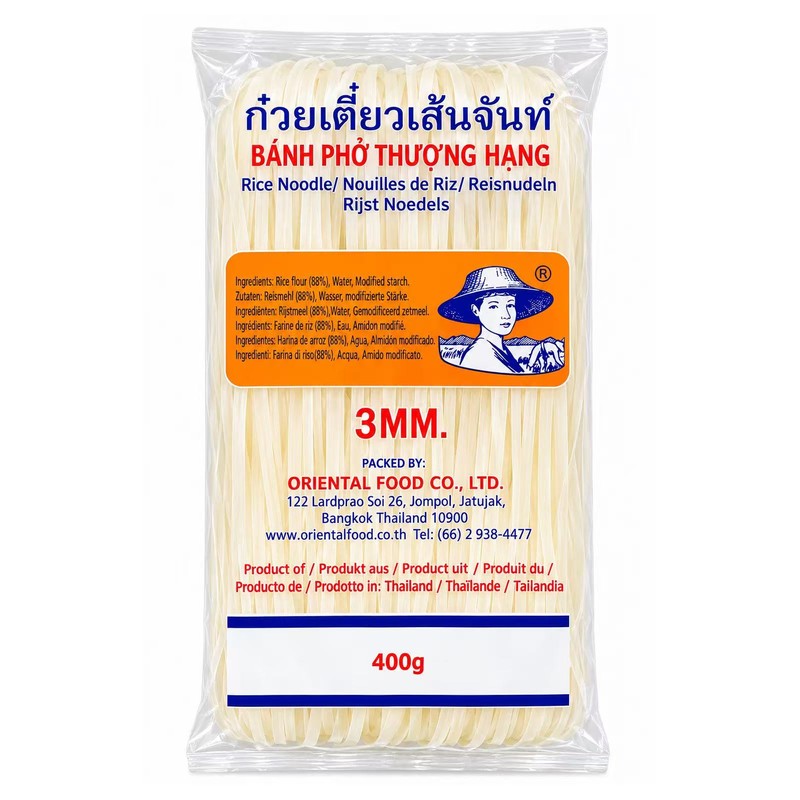 ก๋วยเตี๋ยวเส้นจันท์
BÁNH PHỞ THƯỢNG HẠNG
Rice Noodle/ Nouilles de Riz/ Reisnudeln
Rijst Noedels
®
Ingredients: Rice flour (88%), Water, Modified starch.
Zutaten: Reismehl (88%), Wasser, modifizierte Stärke.
Ingrediënten: Rijstmeel (88%),Water, Gemodificeerd zetmeel.
Ingrédients: Farine de riz (88%), Eau, Amidon modifié.
Ingredientes: Harina de arroz (88%), Agua, Almidón modificado.
Ingredienti: Farina di riso(88%), Acqua, Amido modificato.
3MM.
PACKED BY:
ORIENTAL FOOD CO., LTD.
122 Lardprao Soi 26, Jompol, Jatujak,
Bangkok Thailand 10900
www.orientalfood.co.th Tel: (66) 2 938-4477
Product of / Produkt aus / Product uit / Produit du /
Producto de / Prodotto in: Thailand / Thaïlande / Tailandia
400g